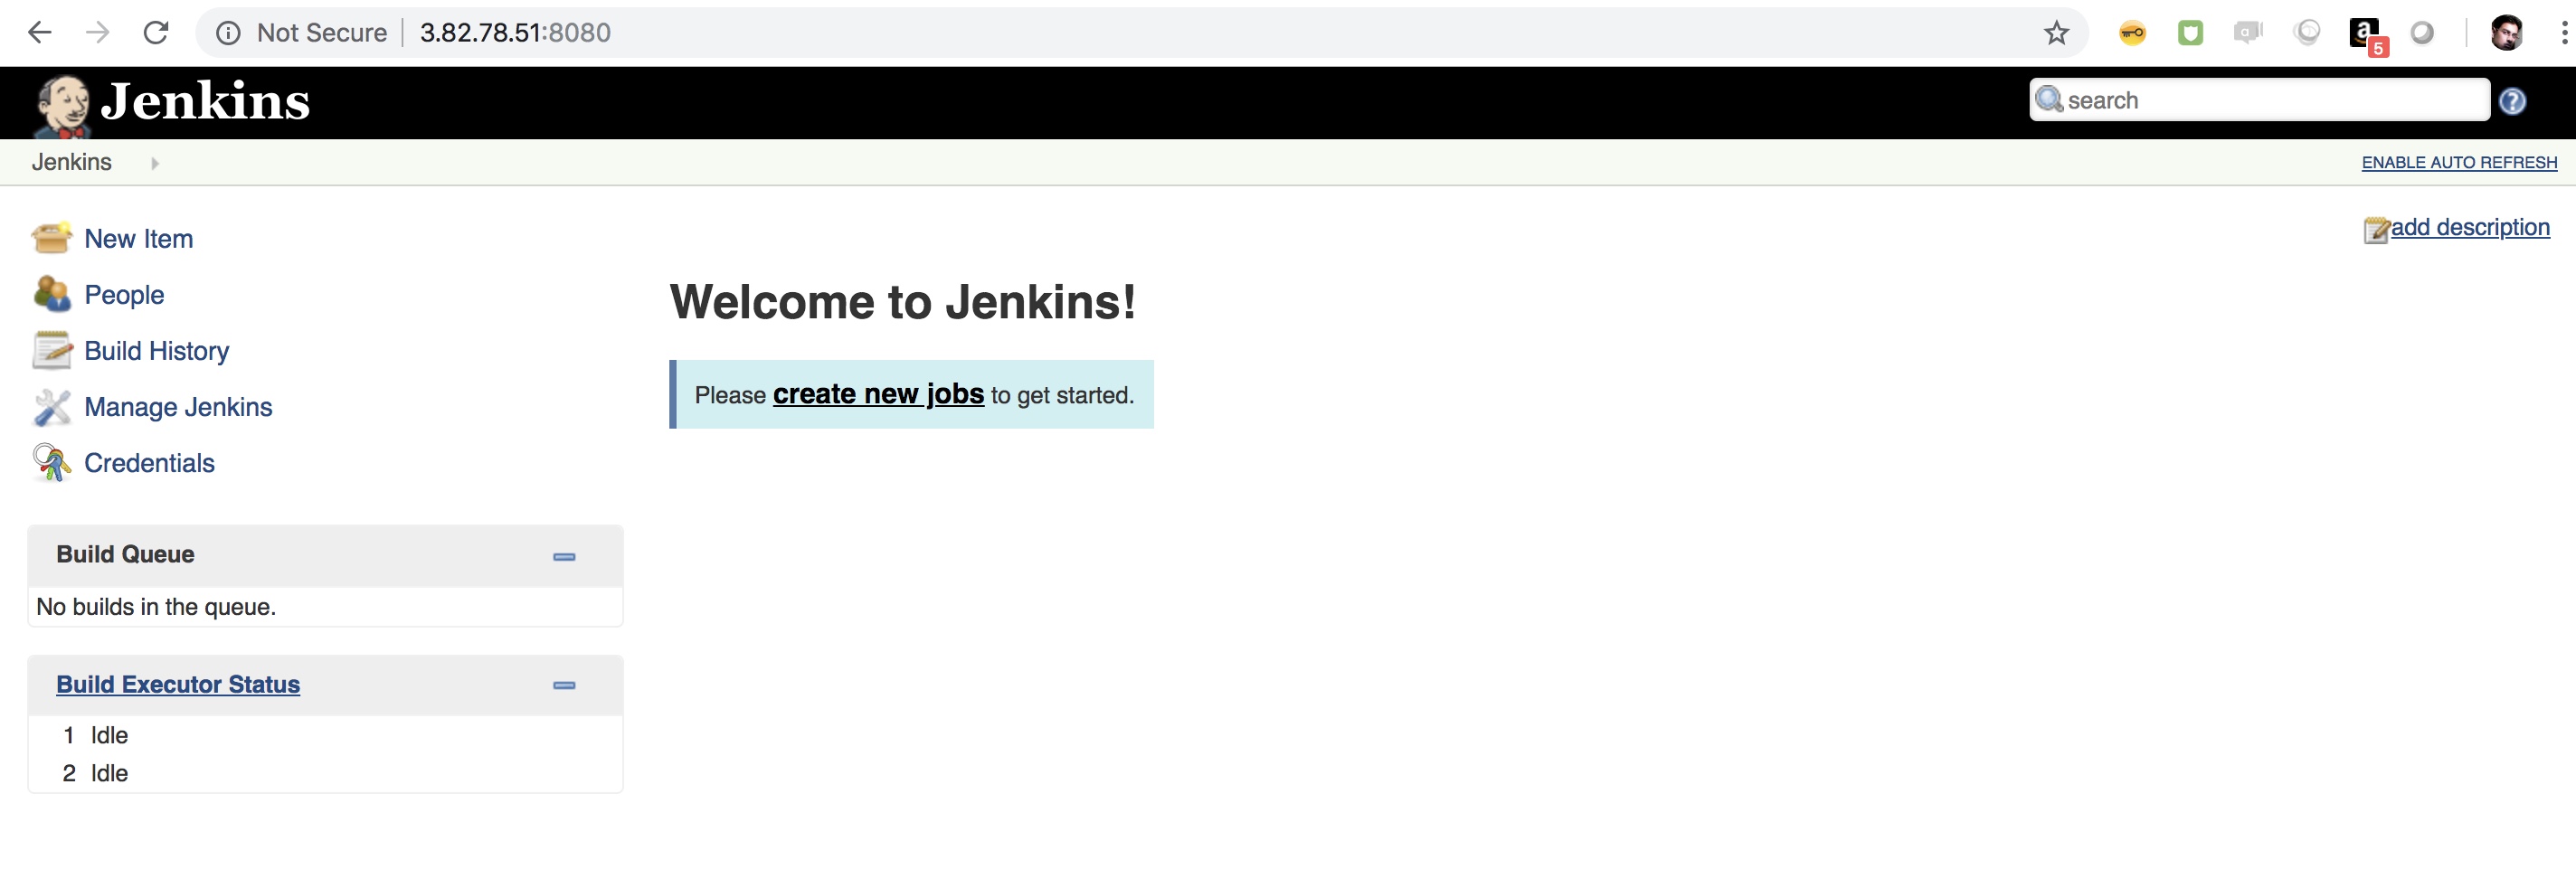 Not Secure | 3.82.78.51:8080
a
5
Jenkins
search
?
Jenkins
ENABLE AUTO REFRESH
add description
New Item
People
Build History
Manage Jenkins
Credentials
Welcome to Jenkins!
Please create new jobs to get started.
Build Queue
No builds in the queue.
Build Executor Status
1 Idle
2 Idle